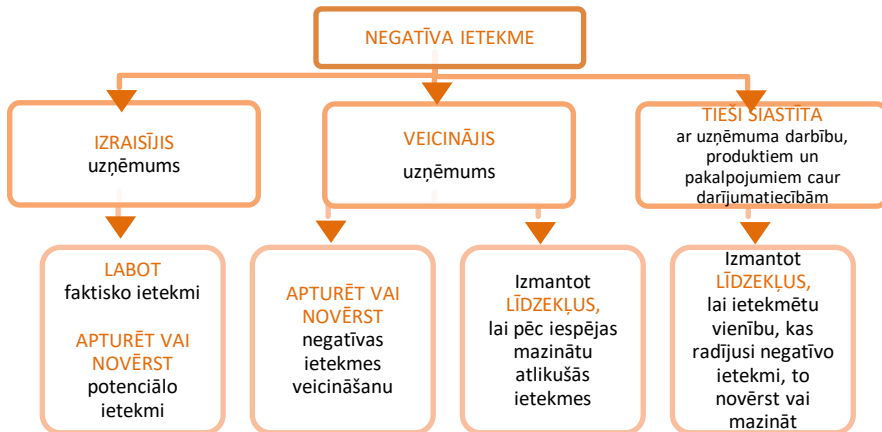 NEGATĪVA IETEKME
IZRAISĪJIS
uzņēmums
VEICINĀJIS
uzņēmums
TIEŠI SIASTĪTA
ar uzņēmuma darbību,
produktiem un
pakalpojumiem caur
darījumatiecībām
LABOT
faktisko ietekmi
APTURĒT VAI
NOVĒRST
potenciālo
ietekmi
APTURĒT VAI
NOVĒRST
negatīvas
ietekmes
veicināšanu
Izmantot
LĪDZEKĻUS,
lai pēc iespējas
mazinātu
atlikušās
ietekmes
Izmantot
LĪDZEKĻUS,
lai ietekmētu
vienību, kas
radījusi negatīvo
ietekmi, to
novērst vai
mazināt